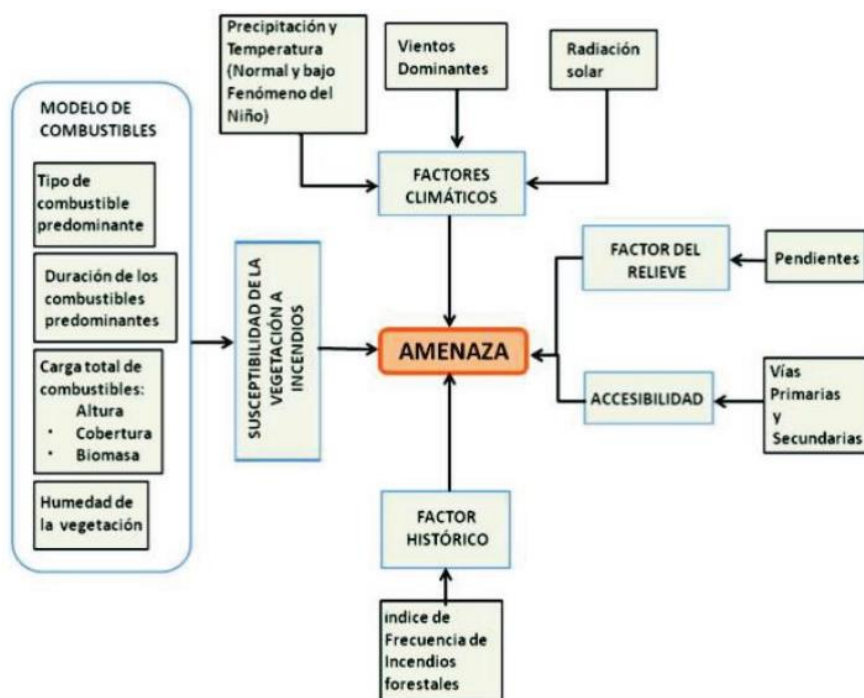 Precipitación y
Temperatura
(Normal y bajo
Fenómeno del
Niño)
Vientos
Dominantes
Radiación
solar
MODELO DE
COMBUSTIBLES
Tipo de
combustible
predominante
Duración de los
combustibles
predominantes
Carga total de
combustibles:
Altura
· Cobertura
· Biomasa
Humedad de
la vegetación
SUSCEPTIBILIDAD DE LA
VEGETACIÓN A
INCENDIOS
FACTORES
CLIMÁTICOS
AMENAZA
FACTOR DEL
RELIEVE
Pendientes
ACCESIBILIDAD
Vías
Primarias
y
Secundarias
FACTOR
HISTÓRICO
índice de
Frecuencia de
Incendios
forestales